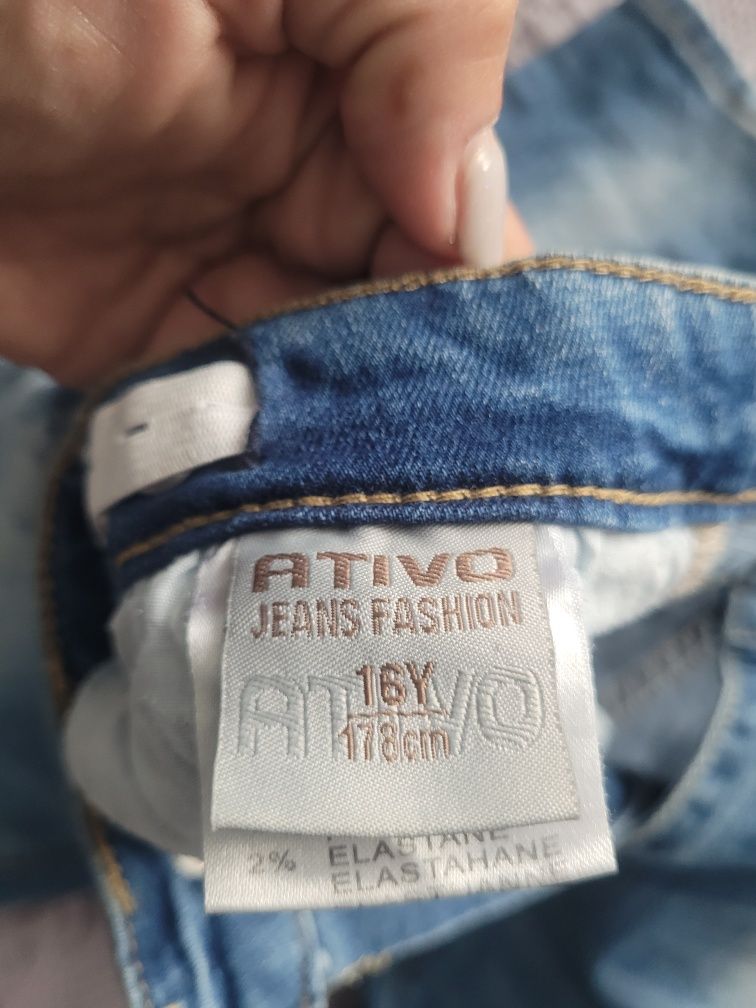 ATIVO
JEANS FASHION
ATIVO
16Y
178cm
ELASTANE
2% ELASTAHANE